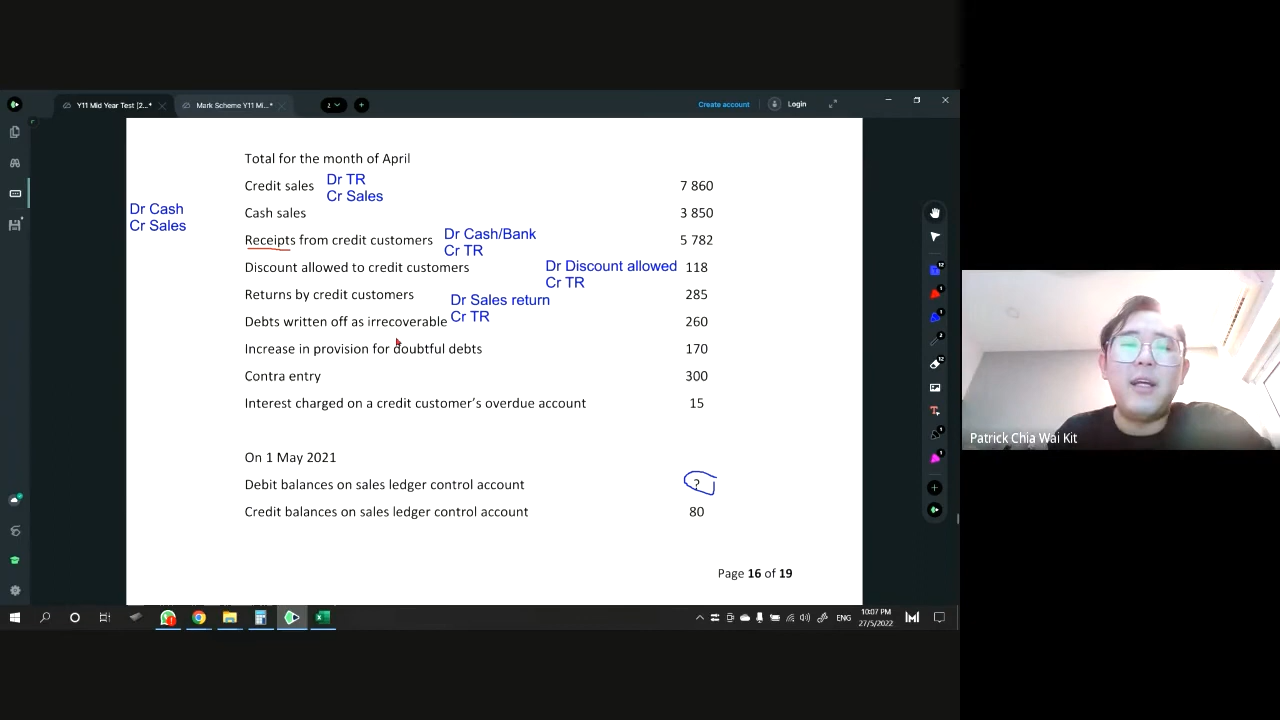 Y11 Mid Year Test [2...*
Mark Scheme Y11 Mi...*
2
Create account
Login
Total for the month of April
Credit sales
Dr TR
Cr Sales
7 860
Dr Cash
Cr Sales
Cash sales
3 850
Receipts from credit customers
Dr Cash/Bank
Cr TR
5 782
Discount allowed to credit customers
Dr Discount allowed
Cr TR
118
Returns by credit customers
Dr Sales return
Cr TR
285
Debts written off as irrecoverable
260
Increase in provision for doubtful debts
170
Contra entry
300
Interest charged on a credit customer's overdue account
15
On 1 May 2021
Debit balances on sales ledger control account
?
Credit balances on sales ledger control account
80
Page 16 of 19
Patrick Chia Wai Kit
ENG
10:07 PM
27/5/2022